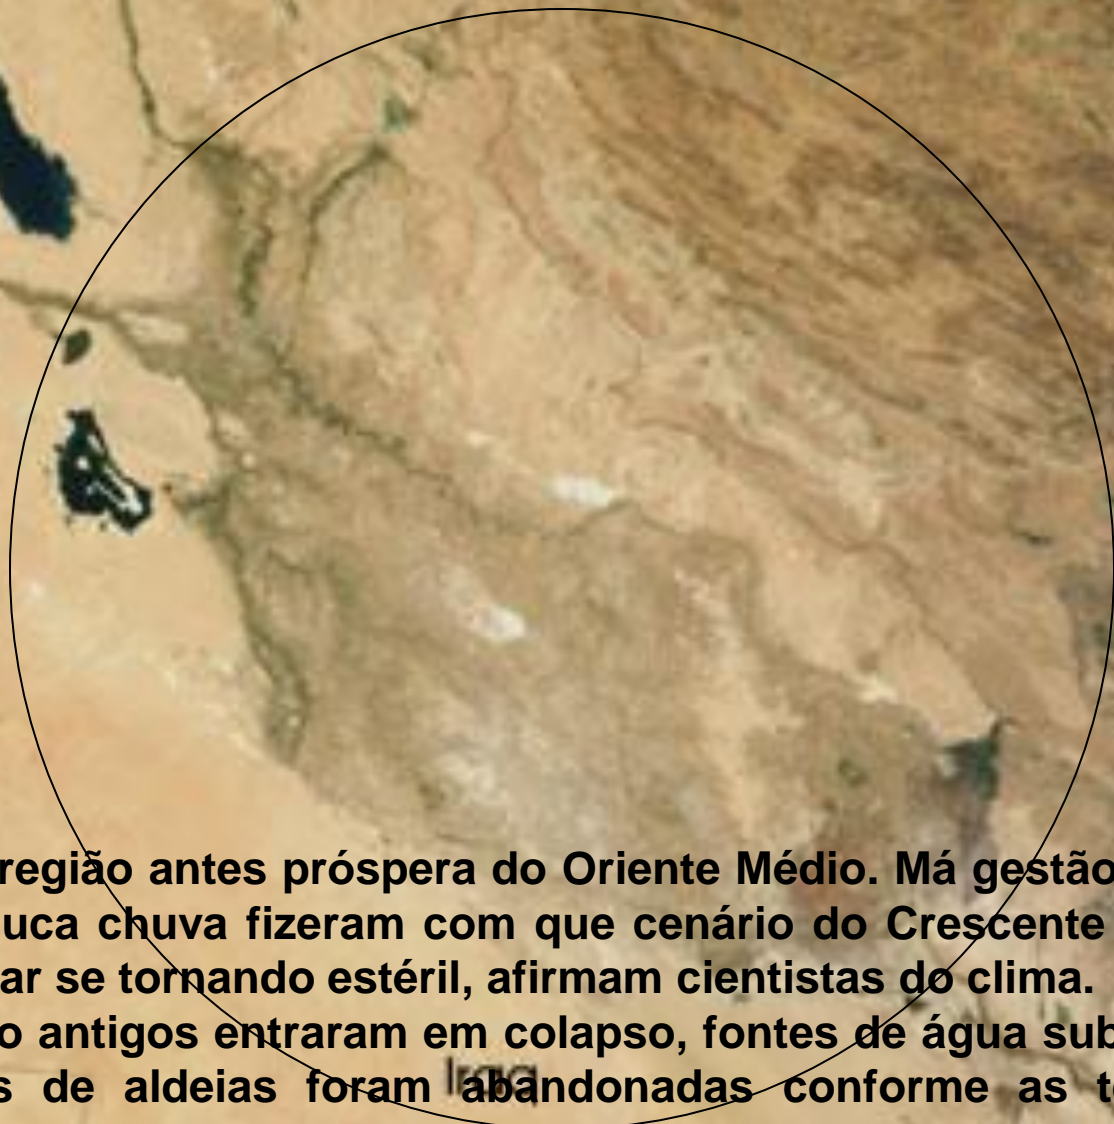 região antes próspera do Oriente Médio. Má gestão
uca chuva fizeram com que cenário do Crescente
ar se tornando estéril, afirmam cientistas do clima.
o antigos entraram em colapso, fontes de água sub
s de aldeias foram abandonadas conforme as t
Iraq